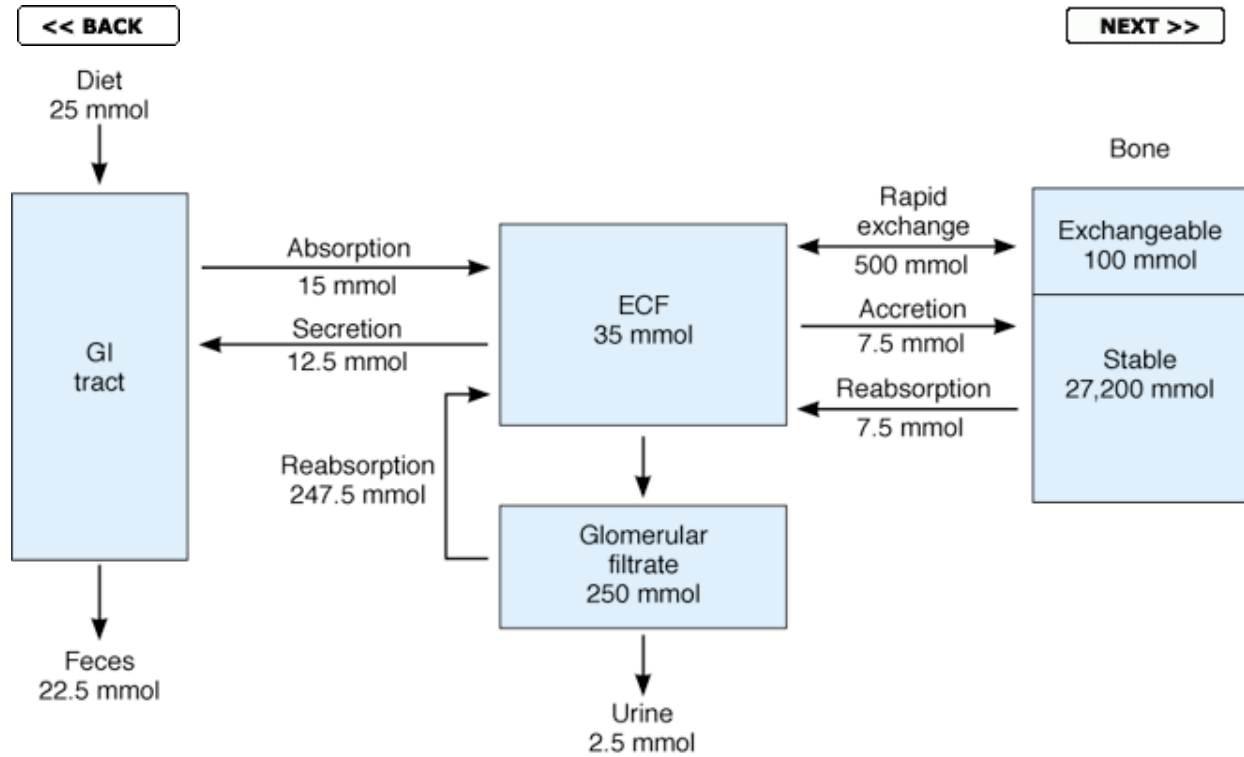 << BACK
NEXT >>
Diet
25 mmol
GI
tract
Feces
22.5 mmol
Absorption
15 mmol
Secretion
12.5 mmol
Reabsorption
247.5 mmol
ECF
35 mmol
Glomerular
filtrate
250 mmol
Urine
2.5 mmol
Rapid
exchange
500 mmol
Accretion
7.5 mmol
Reabsorption
7.5 mmol
Bone
Exchangeable
100 mmol
Stable
27,200 mmol